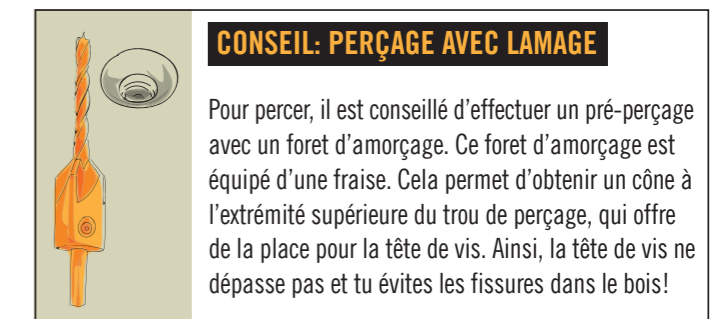 CONSEIL: PERÇAGE AVEC LAMAGE
Pour percer, il est conseillé d’effectuer un pré-perçage
avec un foret d’amorçage. Ce foret d’amorçage est
équipé d’une fraise. Cela permet d’obtenir un cône à
l’extrémité supérieure du trou de perçage, qui offre
de la place pour la tête de vis. Ainsi, la tête de vis ne
dépasse pas et tu évites les fissures dans le bois!